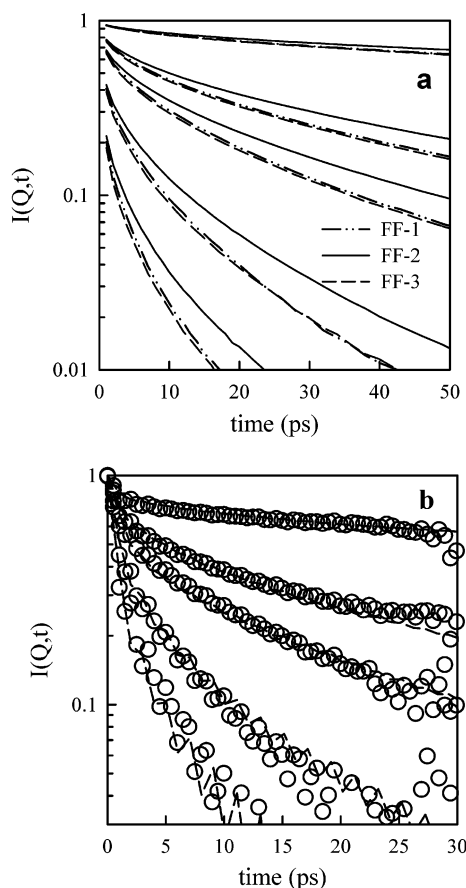 1
a
I(Q,t)
0.1
FF-1
FF-2
FF-3
0.01
0 10 20 30 40 50
time (ps)
1
b
I(Q,t)
0.1
0 5 10 15 20 25 30
time (ps)